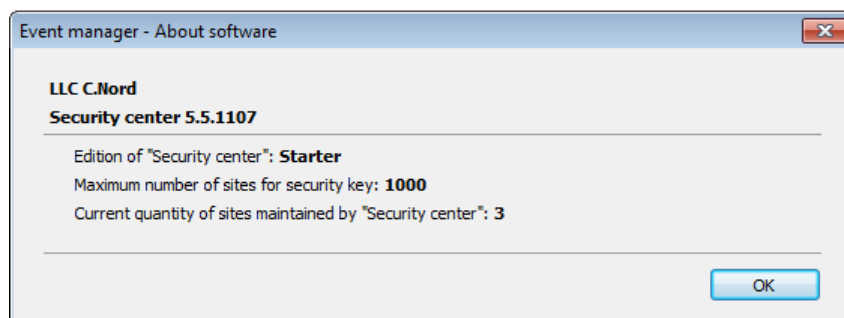 Event manager - About software
LLC C.Nord
Security center 5.5.1107
Edition of "Security center": Starter
Maximum number of sites for security key: 1000
Current quantity of sites maintained by "Security center": 3
OK